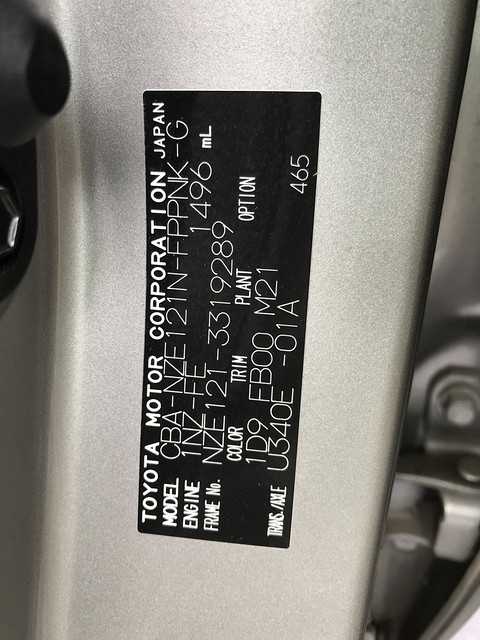 TOYOTA MOTOR CORPORATION JAPAN
MODEL CBA-NZE121N-FPPNK-G
ENGINE 1NZ-FE 1496 mL
FRAME No. NZE121-3319289
COLOR TRIM PLANT OPTION
1D9 FB00 M21
TRANS./AXLE U340E -01A 465